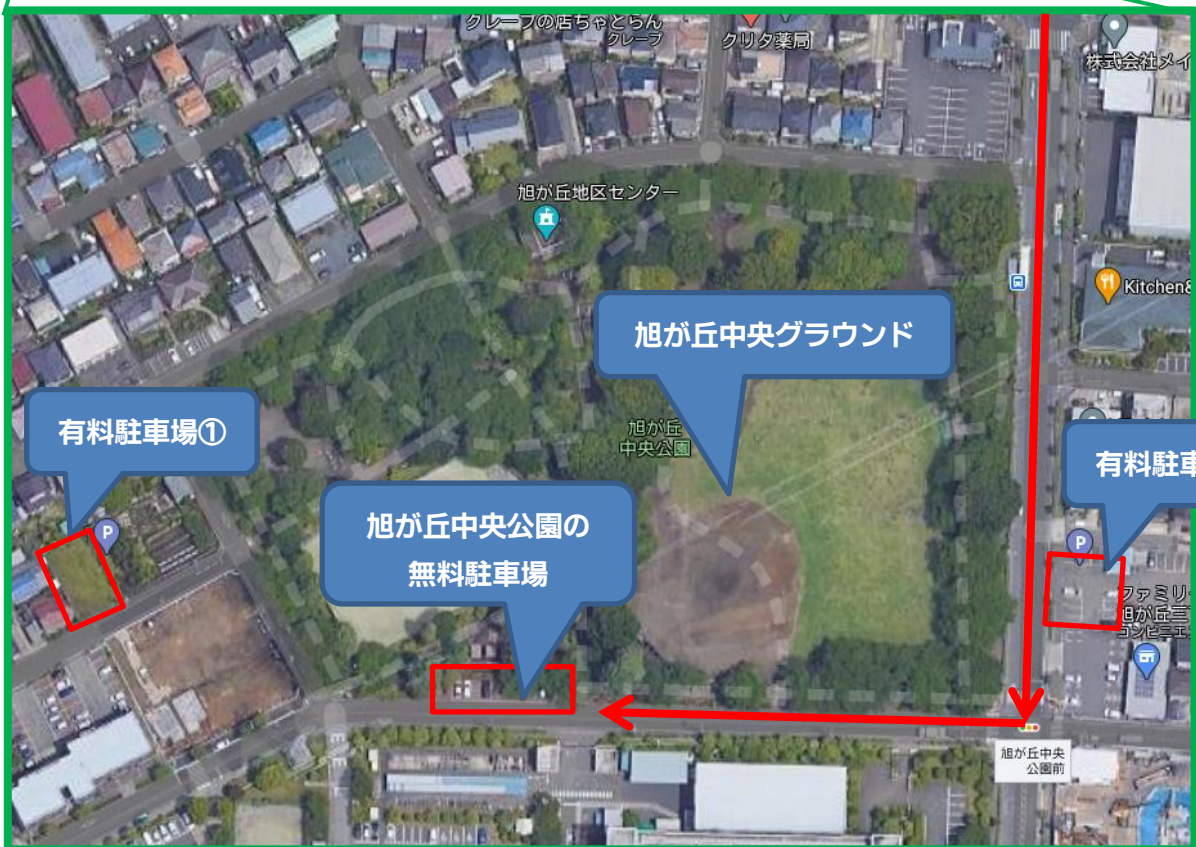 クレープの店ちゃとらん
クレープ
クリタ薬局
株式会社メイ
旭が丘地区センター
Kitchen&
旭が丘中央グラウンド
有料駐車場①
旭が丘
中央公園
有料駐車
旭が丘中央公園の
無料駐車場
P
P
ファミリー
旭が丘三
コンビニエ
旭が丘中央
公園前